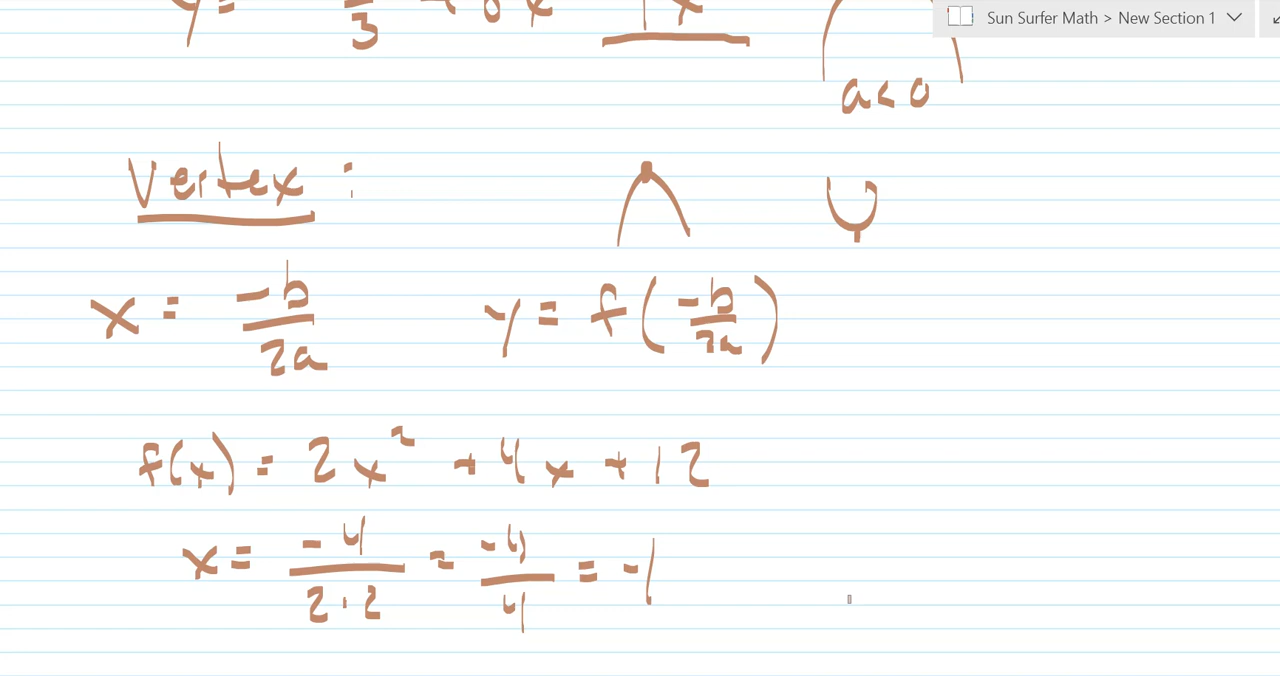 Sun Surfer Math > New Section 1
y = 3 x
a < 0
Vertex :
x = -b/2a y = f(-b/2a)
f(x) = 2x² + 4x + 12
x = -4/2·2 = -4/4 = -1